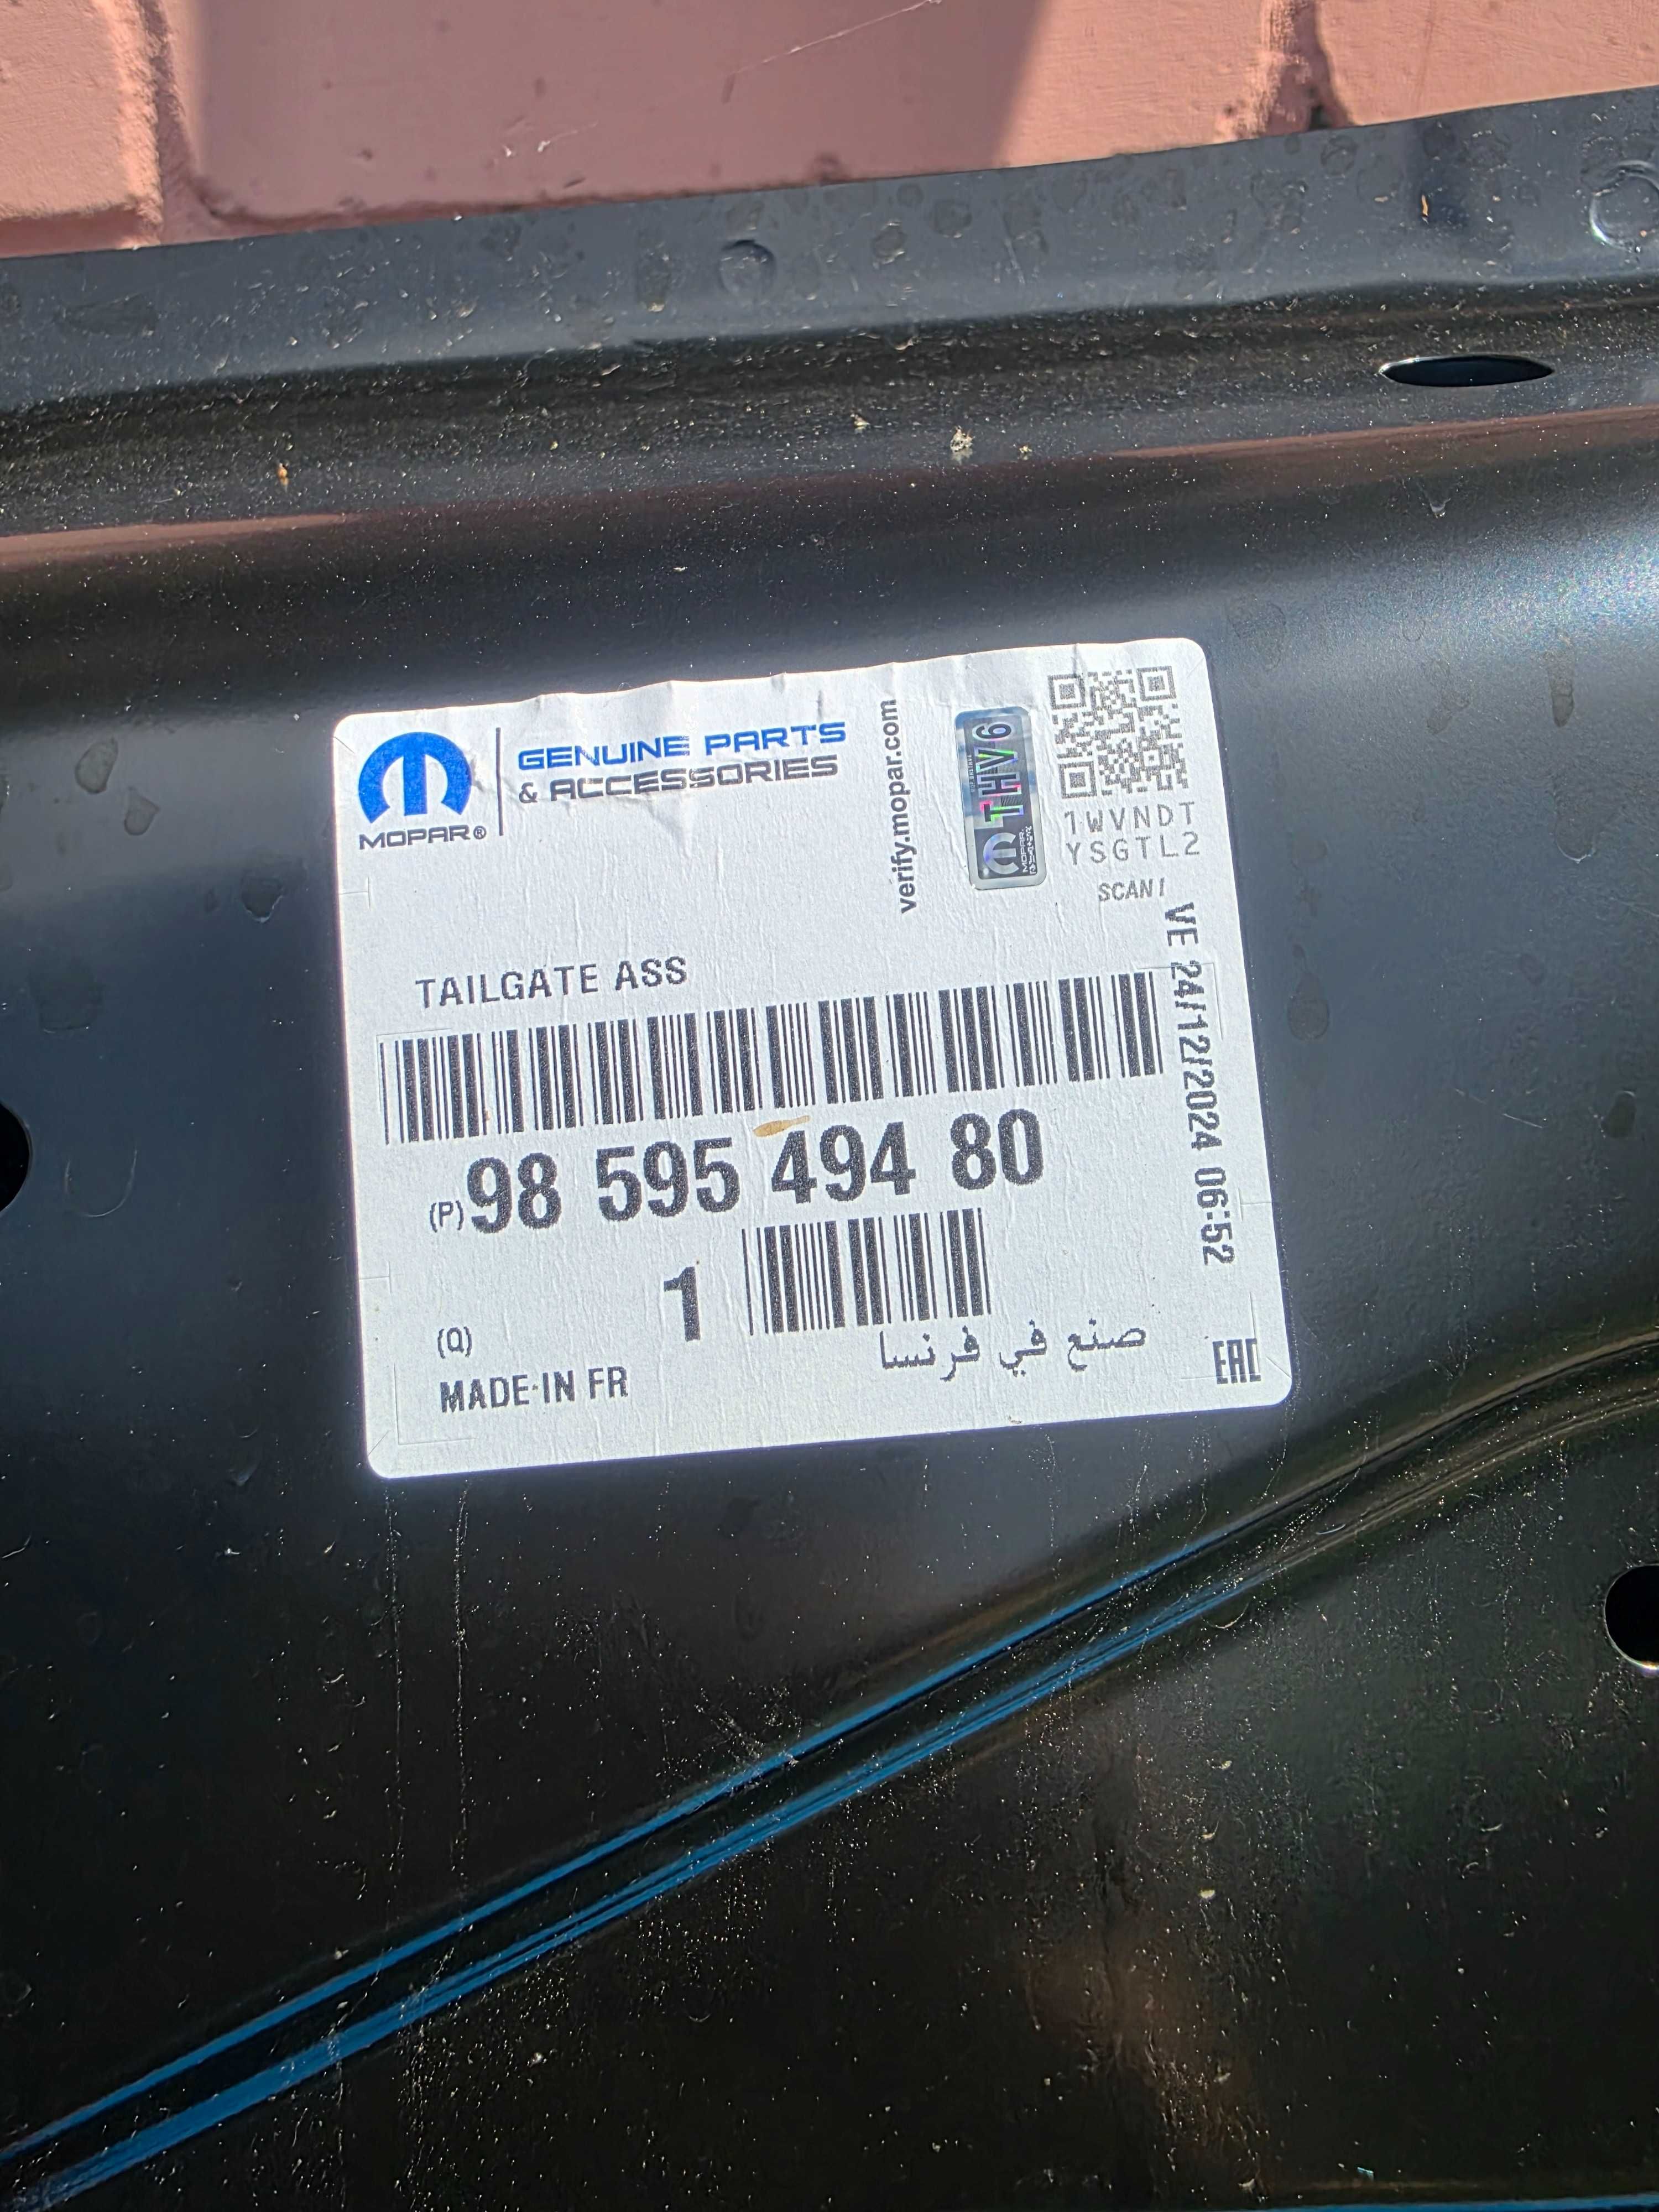 MOPAR®
GENUINE PARTS
& ACCESSORIES
verify.mopar.com
THV6
MOPAR
1WVNDT
YSGTL2
SCAN!
VE 24/12/2024 06:52
TAILGATE ASS
(P) 98 595 494 80
(Q) 1
صنع في فرنسا
MADE IN FR
EAC